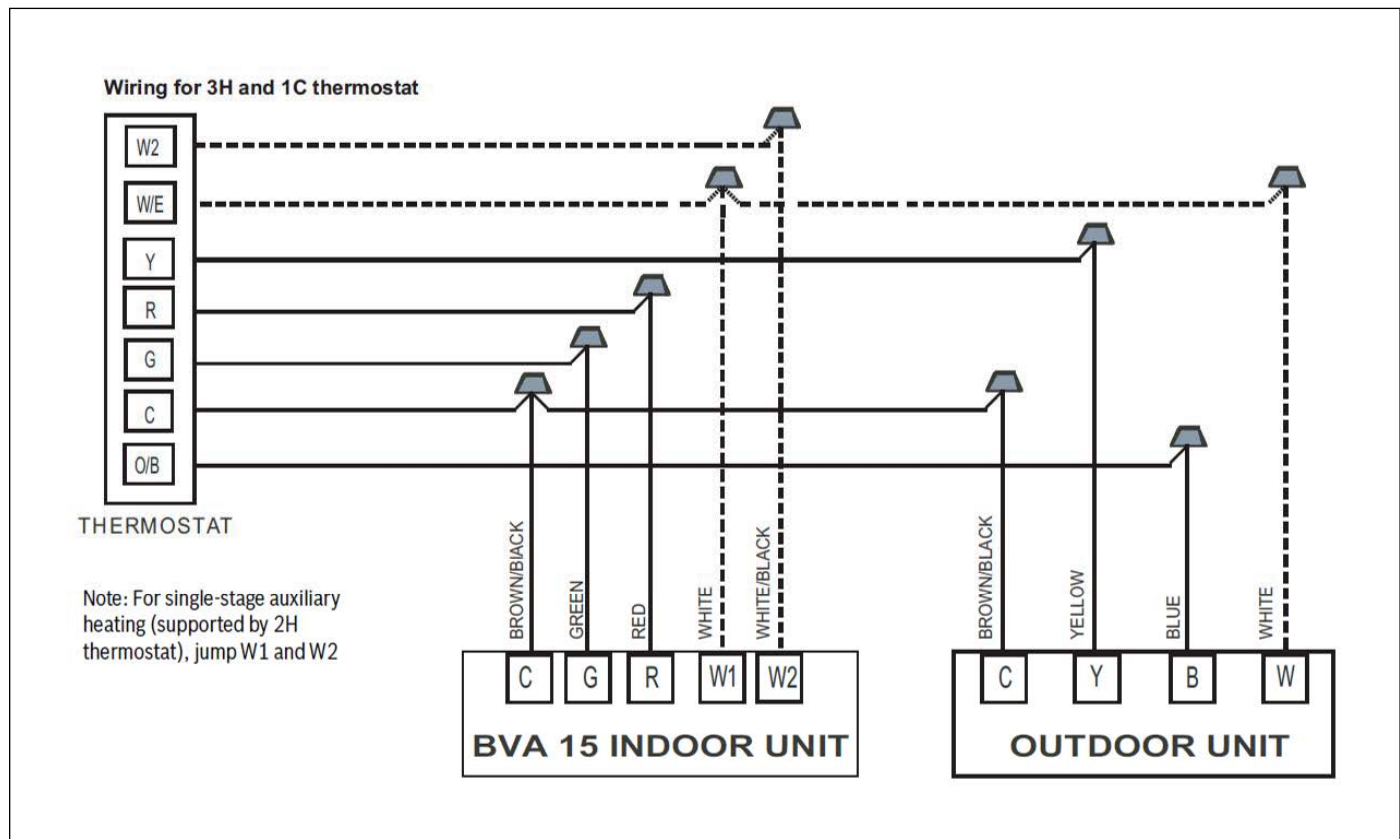 Wiring for 3H and 1C thermostat
W2
W/E
Y
R
G
C
O/B
THERMOSTAT
Note: For single-stage auxiliary
heating (supported by 2H
thermostat), jump W1 and W2
BROWN/BlACK
GREEN
RED
WHITE
WHITE/BLACK
BROWN/BLACK
YELLOW
BLUE
WHITE
C G R W1 W2
C Y B W
BVA 15 INDOOR UNIT
OUTDOOR UNIT